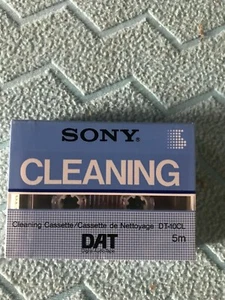 SONY®
CLEANING
Cleaning Cassette/Cassette de Nettoyage DT-10CL
DAT
5m